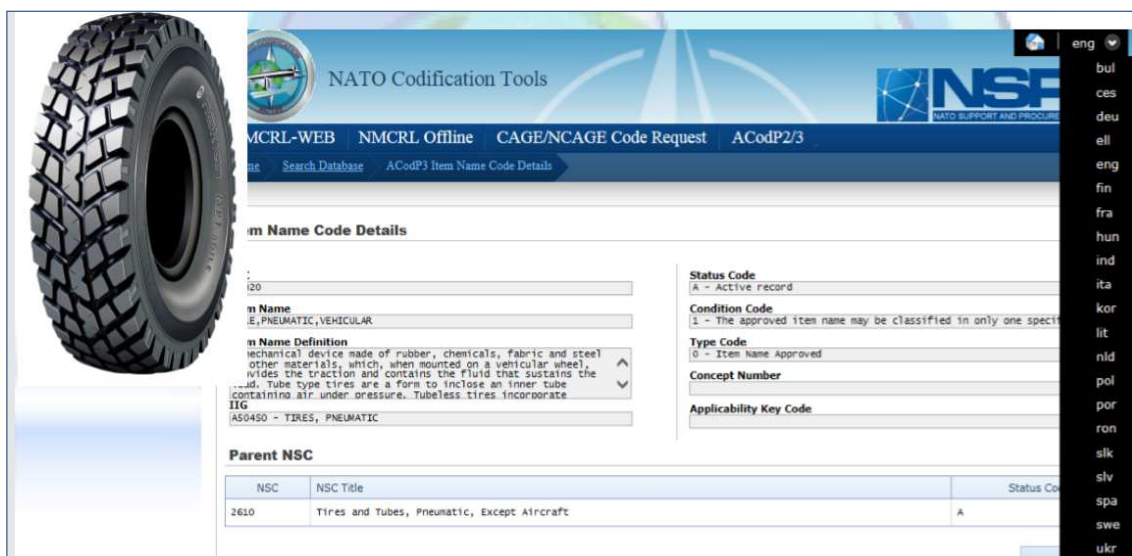 eng
NATO Codification Tools
NSP
NATO SUPPORT AND PROCURE
MCRL-WEB NMCRL Offline CAGE/NCAGE Code Request ACodP2/3
Search Database ACodP3 Item Name Code Details
m Name Code Details
020
m Name
E,PNEUMATIC,VEHICULAR
m Name Definition
mechanical device made of rubber, chemicals, fabric and steel
other materials, which, when mounted on a vehicular wheel,
vides the traction and contains the fluid that sustains the
Tube type tires are a form to inclose an inner tube
containing air under pressure. Tubeless tires incorporate
IIG
A504S0 - TIRES, PNEUMATIC
Status Code
A - Active record
Condition Code
1 - The approved item name may be classified in only one specif
Type Code
0 - Item Name Approved
Concept Number
Applicability Key Code
Parent NSC
NSC NSC Title Status Co
2610 Tires and Tubes, Pneumatic, Except Aircraft A
bul
ces
deu
ell
eng
fin
fra
hun
ind
ita
kor
lit
nld
pol
por
ron
slk
slv
spa
swe
ukr